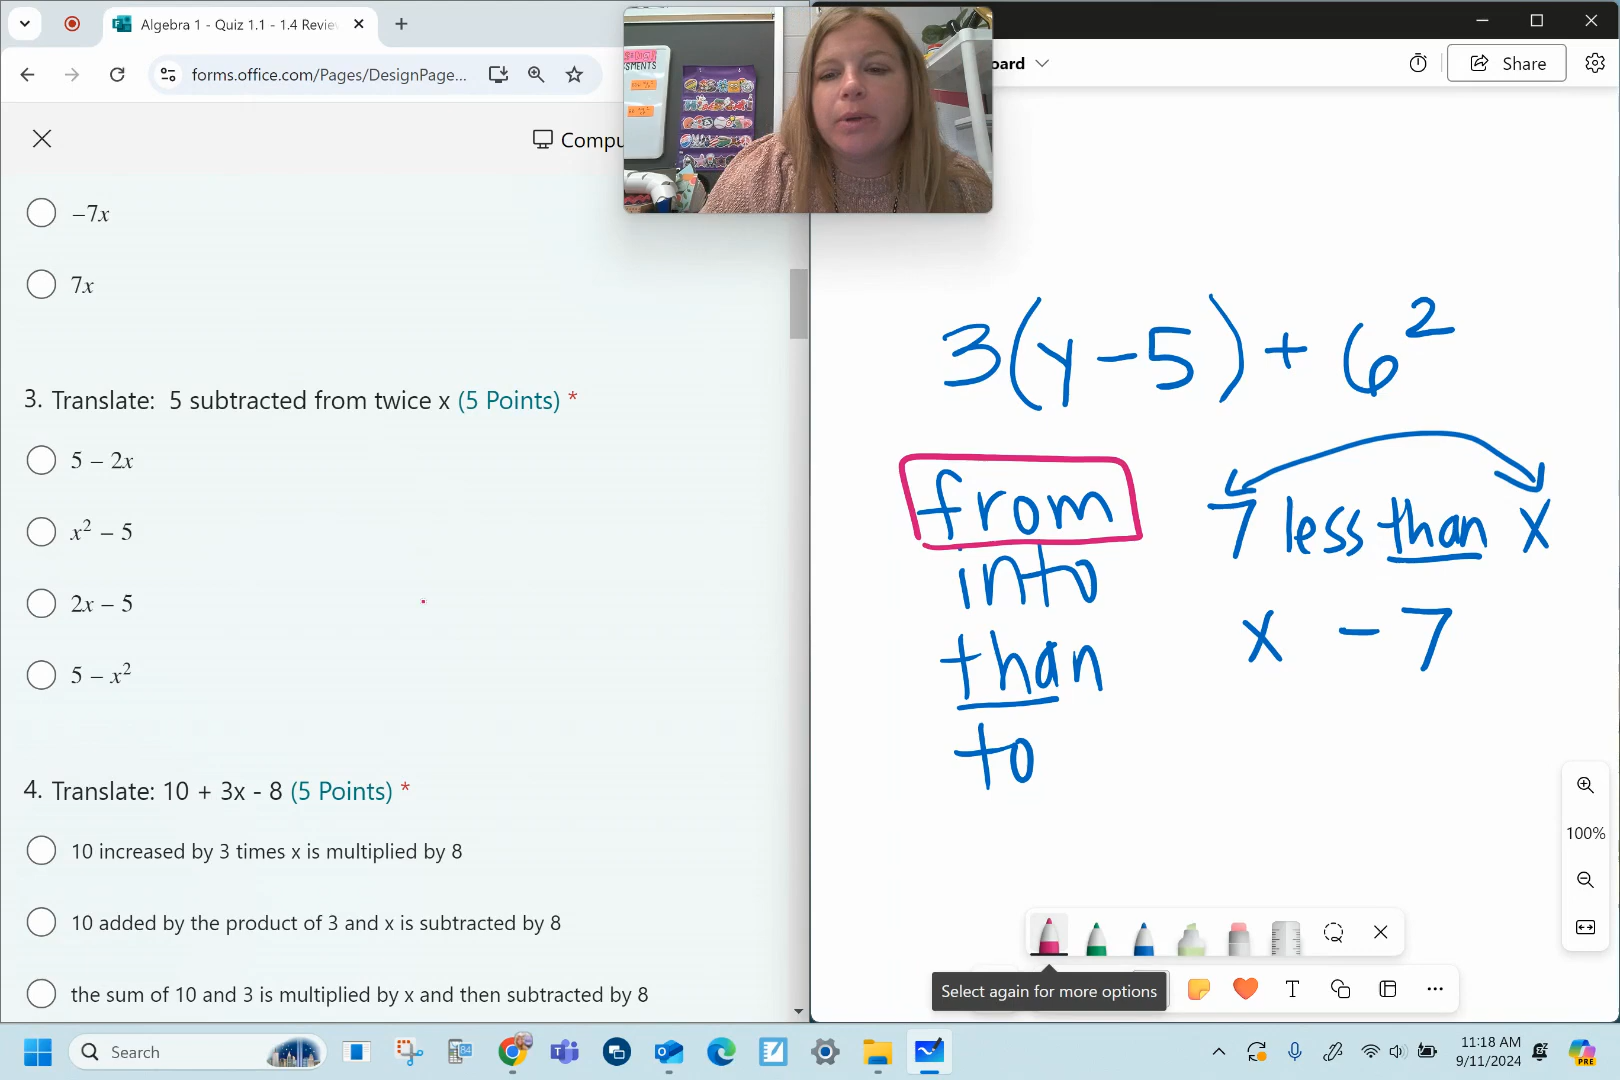 Algebra 1 - Quiz 1.1 - 1.4 Revie
forms.office.com/Pages/DesignPage...
oard
Share
Compu
SMENTS
−7x
7x
3. Translate: 5 subtracted from twice x (5 Points) *
5 − 2x
x² − 5
2x − 5
5 − x²
4. Translate: 10 + 3x - 8 (5 Points) *
10 increased by 3 times x is multiplied by 8
10 added by the product of 3 and x is subtracted by 8
the sum of 10 and 3 is multiplied by x and then subtracted by 8
3(y−5)+6²
from
into
than
to
7 less than x
x −7
100%
Select again for more options
T
Search
11:18 AM
9/11/2024
PRE